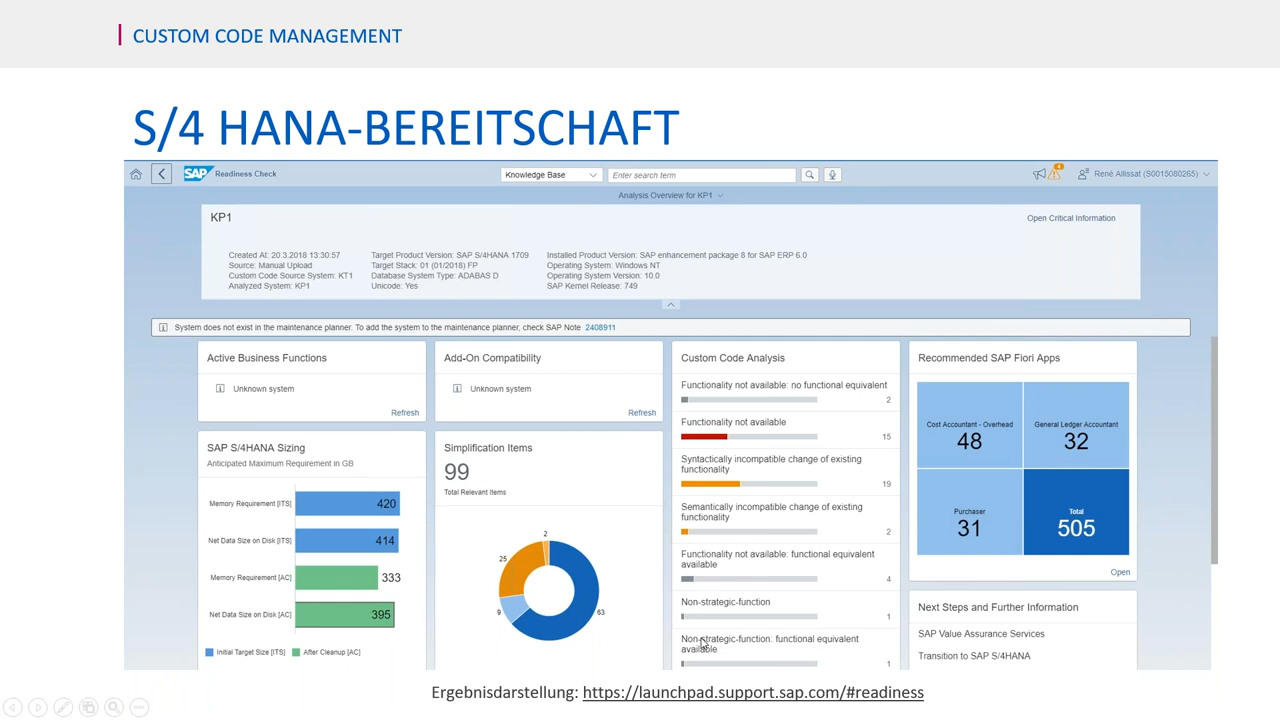 CUSTOM CODE MANAGEMENT
S/4 HANA-BEREITSCHAFT
SAP Readiness Check
Knowledge Base
Enter search term
4
René Allissat (S0015080265)
Analysis Overview for KP1
KP1
Open Critical Information
Created At: 20.3.2018 13:30:57
Source: Manual Upload
Custom Code Source System: KT1
Analyzed System: KP1
Target Product Version: SAP S/4HANA 1709
Target Stack: 01 (01/2018) FP
Database System Type: ADABAS D
Unicode: Yes
Installed Product Version: SAP enhancement package 8 for SAP ERP 6.0
Operating System: Windows NT
Operating System Version: 10.0
SAP Kernel Release: 749
System does not exist in the maintenance planner. To add the system to the maintenance planner, check SAP Note 2408911
Active Business Functions
Unknown system
Refresh
SAP S/4HANA Sizing
Anticipated Maximum Requirement in GB
Memory Requirement [ITS] 420
Net Data Size on Disk [ITS] 414
Memory Requirement [AC] 333
Net Data Size on Disk [AC] 395
Initial Target Size [ITS] After Cleanup [AC]
Add-On Compatibility
Unknown system
Refresh
Simplification Items
99
Total Relevant Items
2
25
9
63
Custom Code Analysis
Functionality not available: no functional equivalent
2
Functionality not available
15
Syntactically incompatible change of existing
functionality
19
Semantically incompatible change of existing
functionality
2
Functionality not available: functional equivalent
available
4
Non-strategic-function
1
Non-strategic-function: functional equivalent
available
1
Recommended SAP Fiori Apps
Cost Accountant - Overhead
48
General Ledger Accountant
32
Purchaser
31
Total
505
Open
Next Steps and Further Information
SAP Value Assurance Services
Transition to SAP S/4HANA
Ergebnisdarstellung: https://launchpad.support.sap.com/#readiness